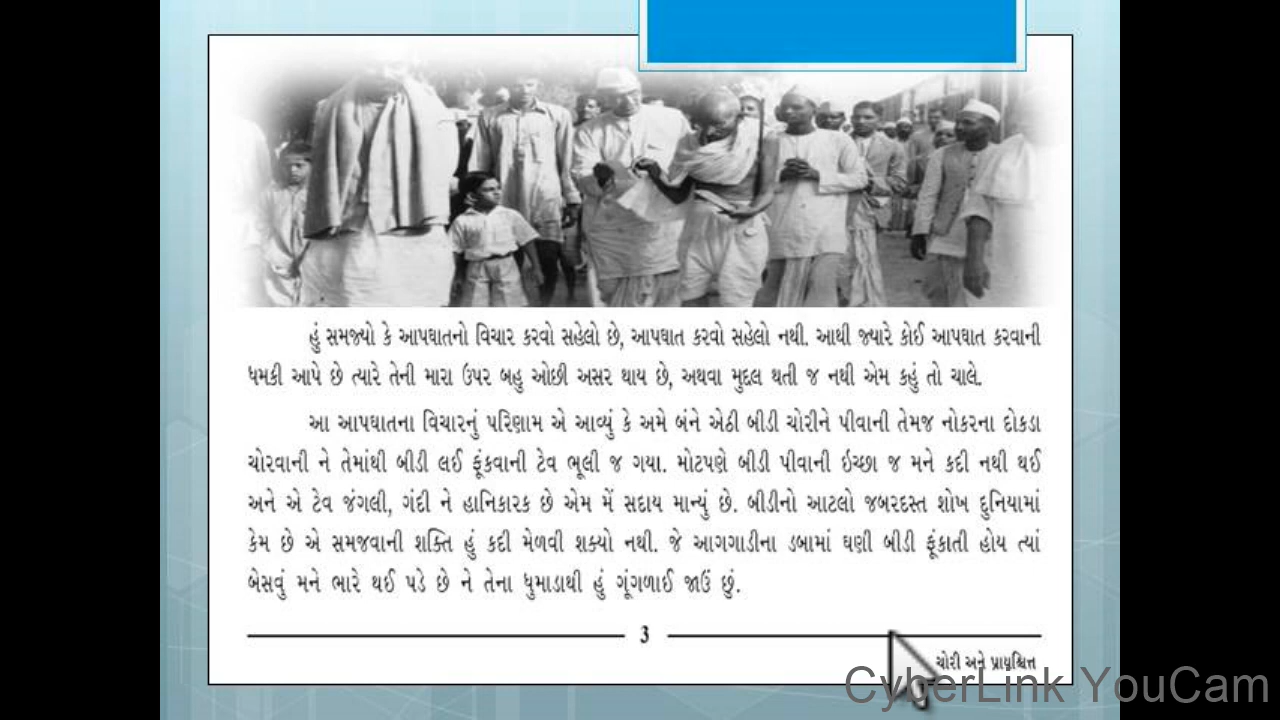 હું સમજ્યો કે આપઘાતનો વિચાર કરવો સહેલો છે, આપઘાત કરવો સહેલો નથી. આથી જ્યારે કોઈ આપઘાત કરવાની
ધમકી આપે છે ત્યારે તેની મારા ઉપર બહુ ઓછી અસર થાય છે, અથવા મુદ્દલ થતી જ નથી એમ કહું તો ચાલે.
આ આપઘાતના વિચારનું પરિણામ એ આવ્યું કે અમે બંને એઠી બીડી ચોરીને પીવાની તેમજ નોકરના દોકડા
ચોરવાની ને તેમાંથી બીડી લઈ ફૂંકવાની ટેવ ભૂલી જ ગયા. મોટપણે બીડી પીવાની ઇચ્છા જ મને કદી નથી થઈ
અને એ ટેવ જંગલી, ગંદી ને હાનિકારક છે એમ મેં સદાય માન્યું છે. બીડીનો આટલો જબરદસ્ત શોખ દુનિયામાં
કેમ છે એ સમજવાની શક્તિ હું કદી મેળવી શક્યો નથી. જે આગગાડીના ડબામાં ઘણી બીડી ફૂંકાતી હોય ત્યાં
બેસવું મને ભારે થઈ પડે છે ને તેના ધુમાડાથી હું ગૂંગળાઈ જાઉં છું.
3
ચોરી અને પ્રાયશ્ચિત્ત
CyberLink YouCam